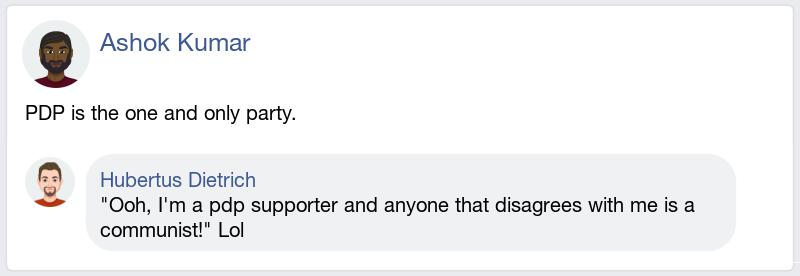 Ashok Kumar
PDP is the one and only party.
Hubertus Dietrich
"Ooh, I'm a pdp supporter and anyone that disagrees with me is a
communist!" Lol